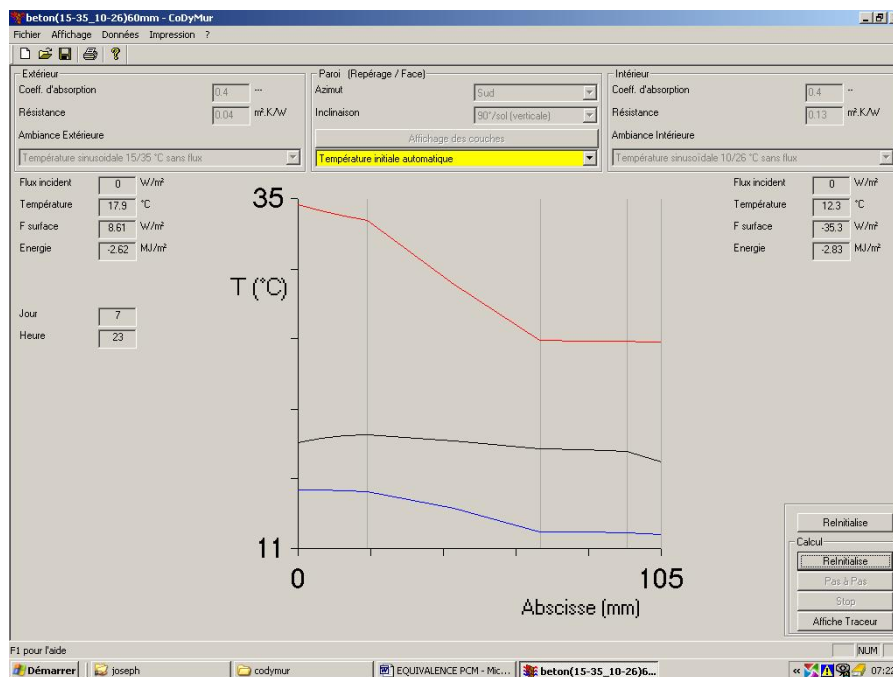 beton(15-35_10-26)60mm - CoDyMur
Fichier Affichage Données Impression ?
Extérieur
Coeff. d'absorption 0.4 ---
Résistance 0.04 m².K/W
Ambiance Extérieure
Température sinusoidale 15/35 °C sans flux
Paroi (Repérage / Face)
Azimut Sud
Inclinaison 90°/sol (verticale)
Affichage des couches
Température initiale automatique
Intérieur
Coeff. d'absorption 0.4 --
Résistance 0.13 m².K/W
Ambiance Intérieure
Température sinusoïdale 10/26 °C sans flux
Flux incident 0 W/m²
Température 17.9 °C
F surface 8.61 W/m²
Energie -2.62 MJ/m²
Jour 7
Heure 23
35
T (°C)
11
0
105
Abscisse (mm)
Flux incident 0 W/m²
Température 12.3 °C
F surface -35.3 W/m²
Energie -2.83 MJ/m²
ReInitialise
Calcul
ReInitialise
Pas à Pas
Stop
Affiche Traceur
F1 pour l'aide
NUM
Démarrer joseph codymur EQUIVALENCE PCM - Mic... beton(15-35_10-26)6... « 07:22